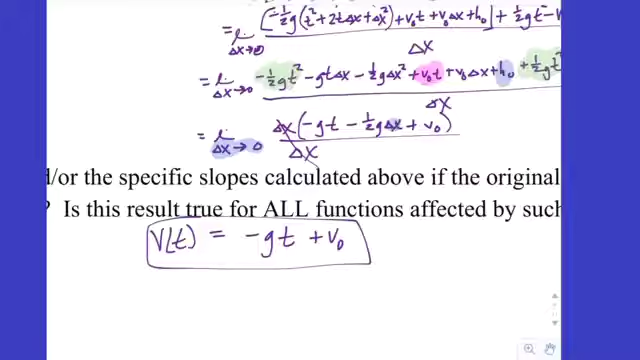 = lim Δx→0 [-½g(t²+2tΔx+Δx²)+v₀t+v₀Δx+h₀]+½gt²-v
Δx
= lim Δx→0 -½gt² - gtΔx - ½gΔx² + v₀t + v₀Δx + h₀ + ½gt²
Δx
= lim Δx→0 Δx(-gt - ½gΔx + v₀)
Δx
d/or the specific slopes calculated above if the original
? Is this result true for ALL functions affected by such
V(t) = -gt + v₀